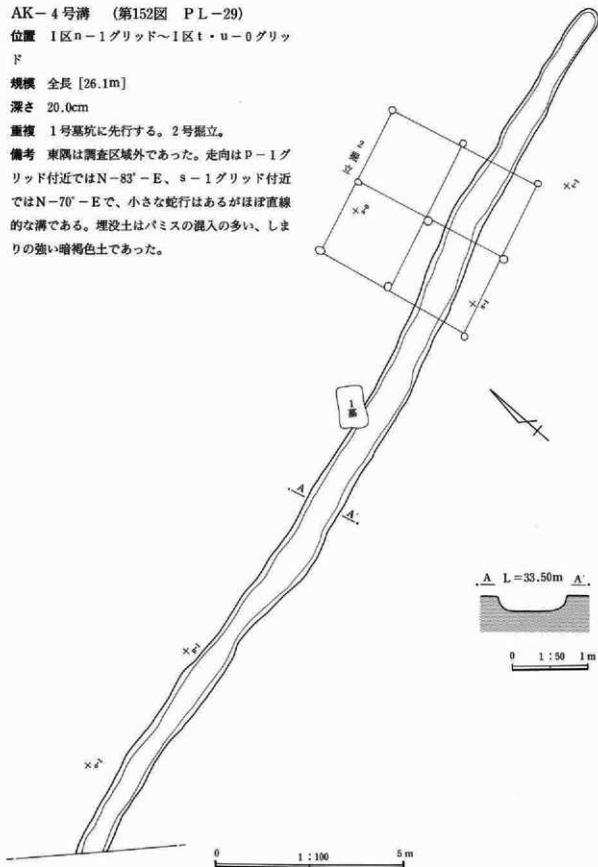 AK-4号溝 (第152図 PL-29)
位置 I区n-1グリッド～I区t・u-0グリッ
ド
規模 全長 [26.1m]
深さ 20.0cm
重複 1号墓坑に先行する。2号掘立。
備考 東隅は調査区域外であった。走向はp-1グ
リッド付近ではN-83°-E、s-1グリッド付近
ではN-70°-Eで、小さな蛇行はあるがほぼ直線
的な溝である。埋没土はパミスの混入の多い、しま
りの強い暗褐色土であった。
2掘立
1墓
A
A'
A L=33.50m A'
0 1:50 1m
0 1:100 5m